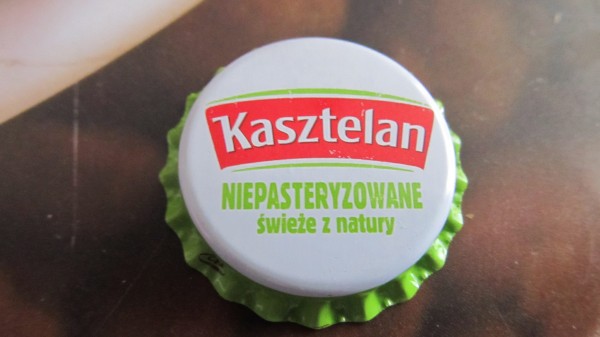 Kasztelan
NIEPASTERYZOWANE
świeże z natury